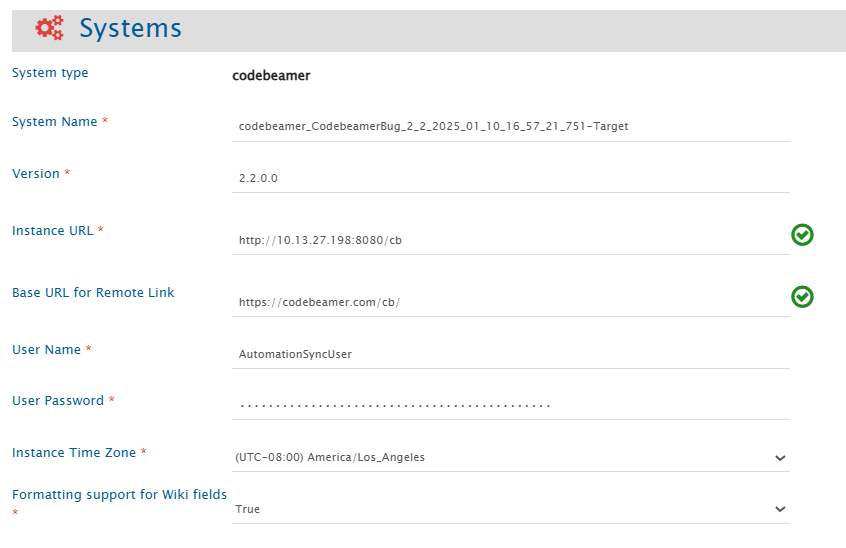 Systems
System type codebeamer
System Name * codebeamer_CodebeamerBug_2_2_2025_01_10_16_57_21_751-Target
Version * 2.2.0.0
Instance URL * http://10.13.27.198:8080/cb
Base URL for Remote Link https://codebeamer.com/cb/
User Name * AutomationSyncUser
User Password * ............................................
Instance Time Zone * (UTC-08:00) America/Los_Angeles
Formatting support for Wiki fields
* True